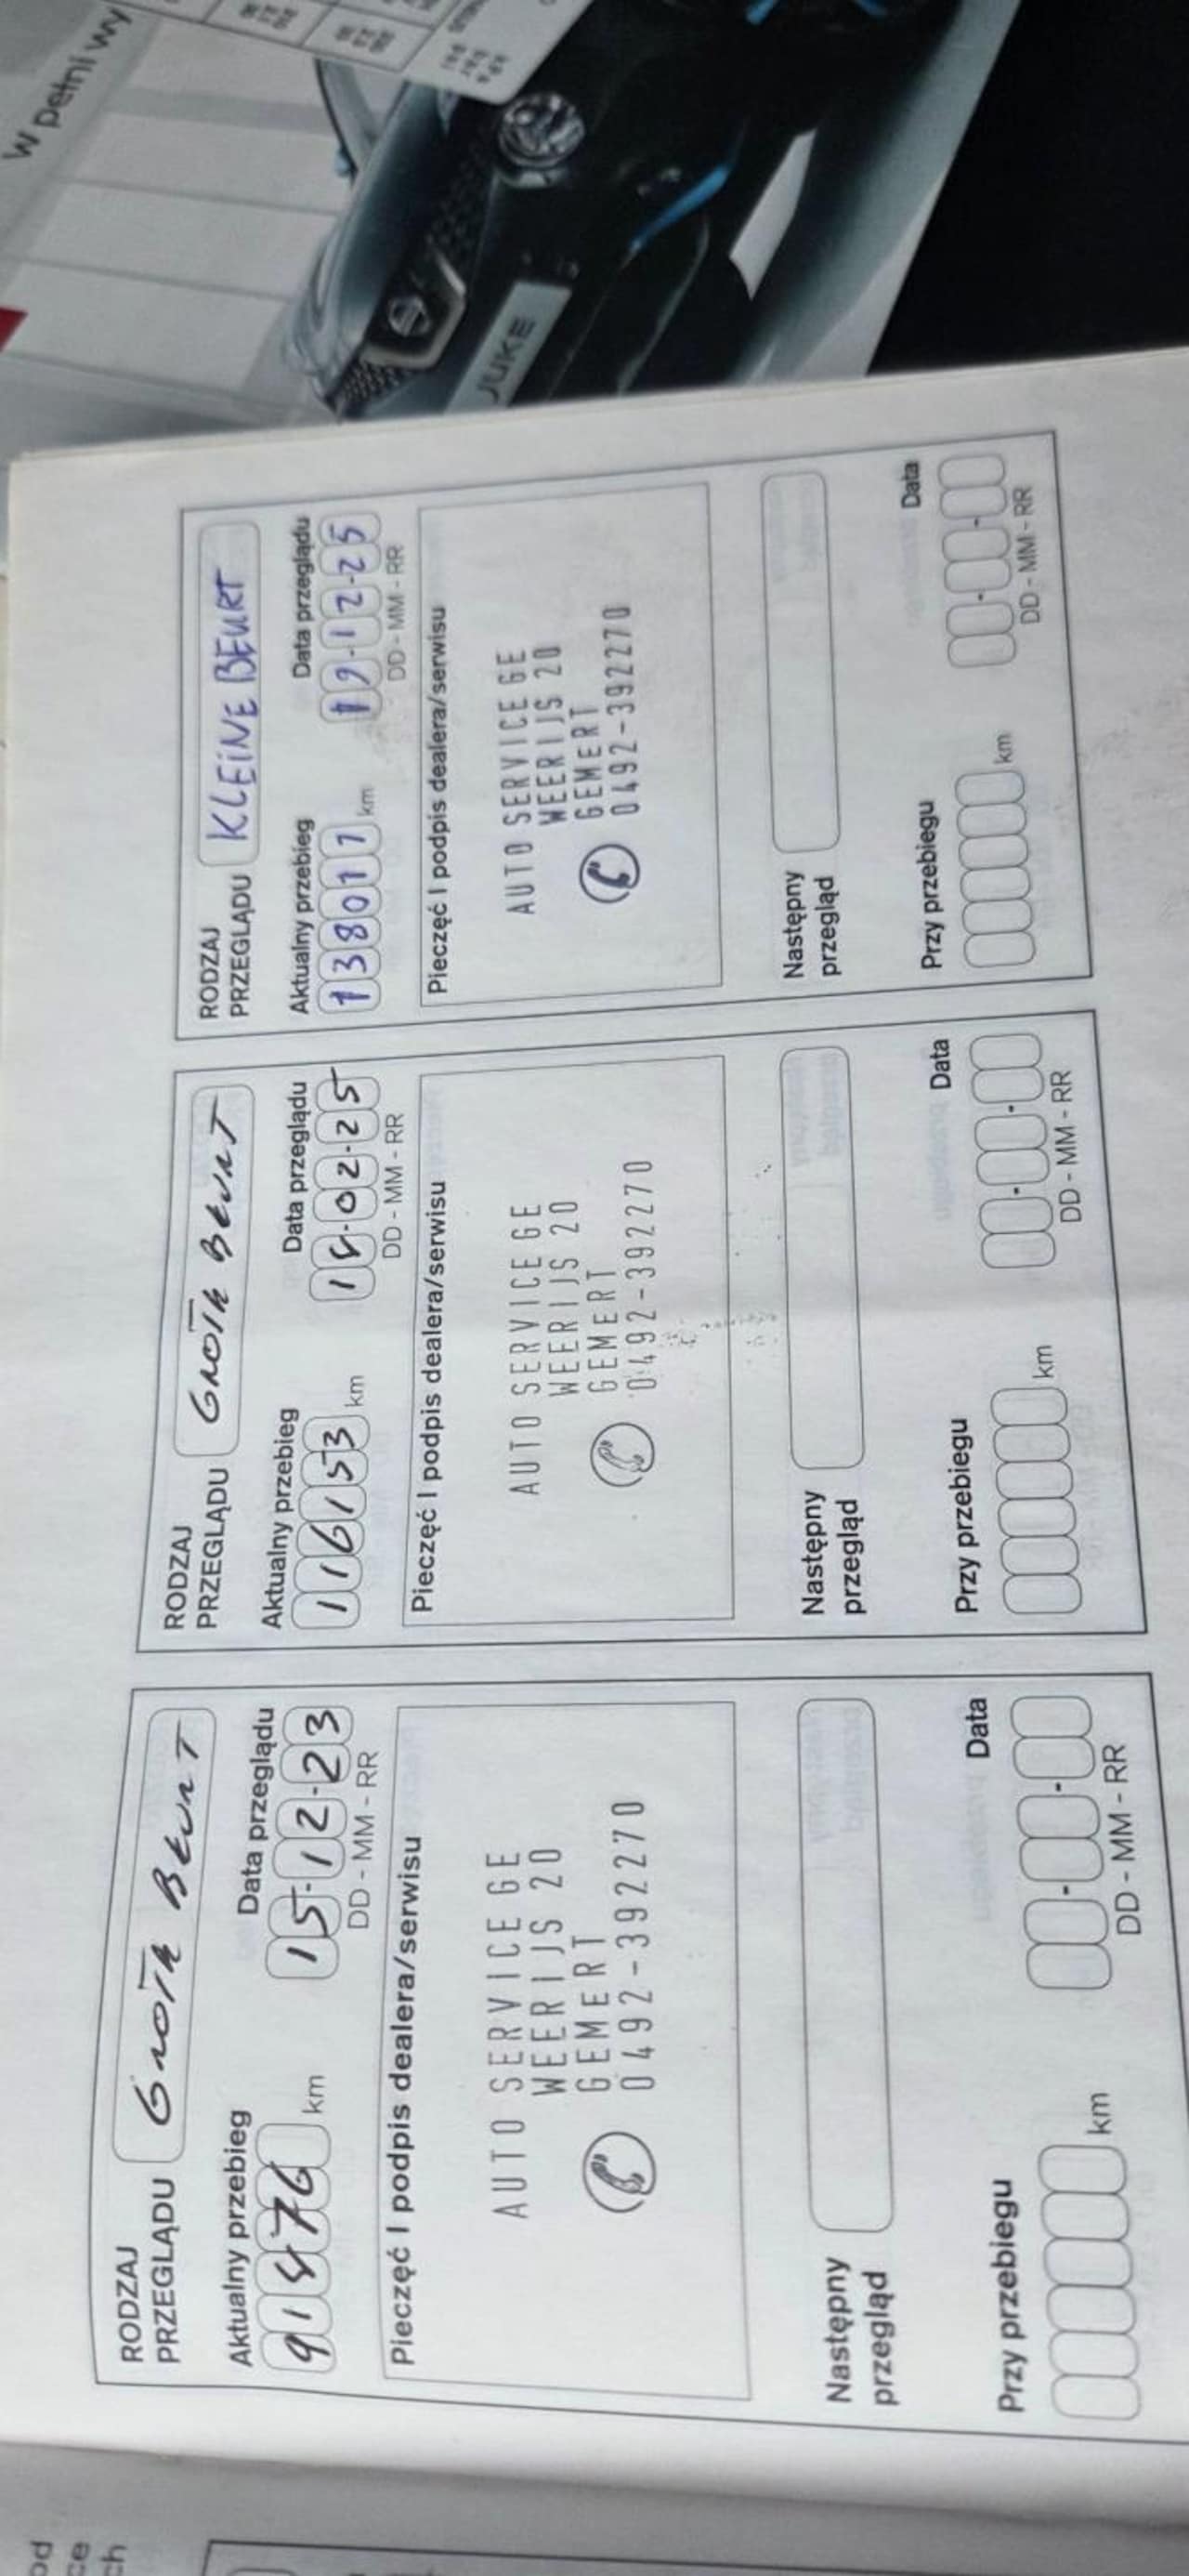 W pełni wy
JUKE
RODZAJ
PRZEGLĄDU
GROTE BEURT
Aktualny przebieg
Data przeglądu
91476 km
15-12-23
DD - MM - RR
Pieczęć I podpis dealera/serwisu
AUTO SERVICE GE
WEERIJS 20
GEMERT
0492-392270
Następny
przegląd
Przy przebiegu
Data
km
DD - MM - RR
RODZAJ
PRZEGLĄDU
GROTE BEURT
Aktualny przebieg
Data przeglądu
116153 km
-02-25
DD - MM - RR
Pieczęć I podpis dealera/serwisu
AUTO SERVICE GE
WEERIJS 20
GEMERT
0492-392270
Następny
przegląd
Przy przebiegu
Data
km
DD - MM - RR
RODZAJ
PRZEGLĄDU
KLEINE BEURT
Aktualny przebieg
Data przeglądu
138011 km
19-12-25
DD - MM - RR
Pieczęć I podpis dealera/serwisu
AUTO SERVICE GE
WEERIJS 20
GEMERT
0492-392270
Następny
przegląd
Przy przebiegu
Data
km
DD - MM - RR